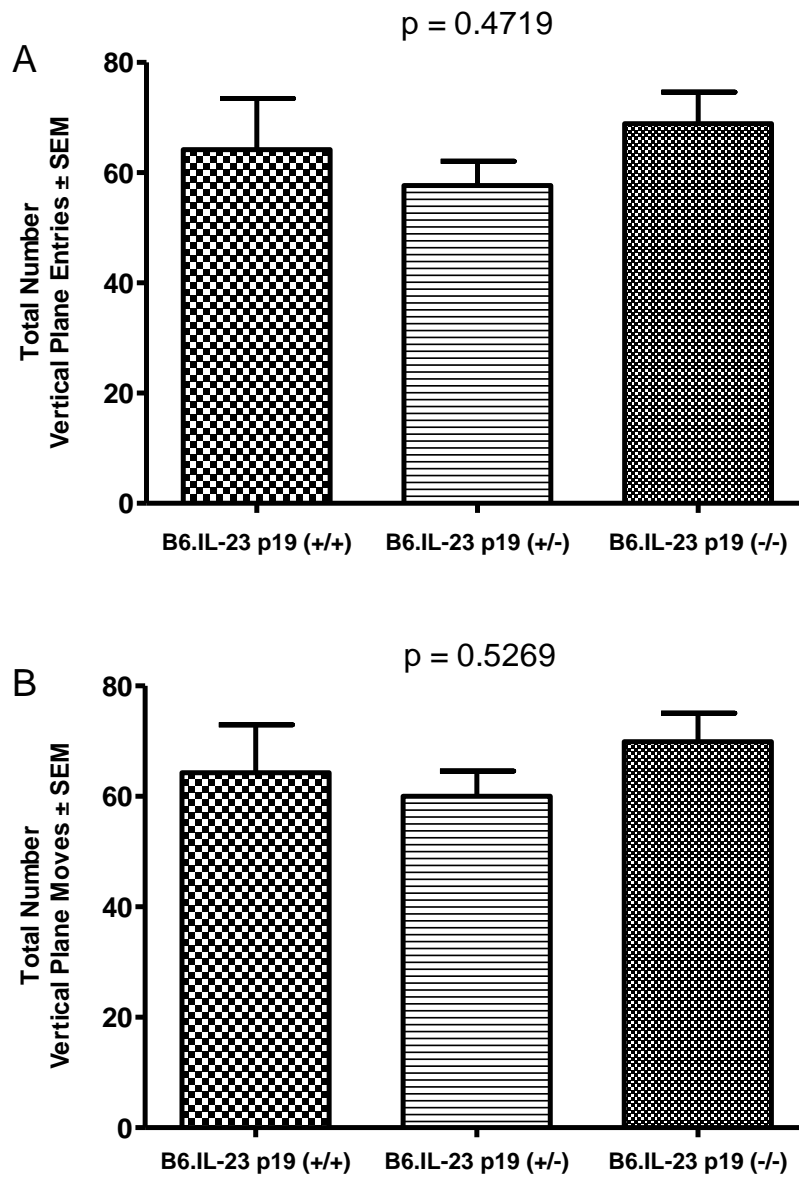 p = 0.4719
A
80
60
40
20
0
Total Number
Vertical Plane Entries ± SEM
B6.IL-23 p19 (+/+) B6.IL-23 p19 (+/-) B6.IL-23 p19 (-/-)
p = 0.5269
B
80
60
40
20
0
Total Number
Vertical Plane Moves ± SEM
B6.IL-23 p19 (+/+) B6.IL-23 p19 (+/-) B6.IL-23 p19 (-/-)